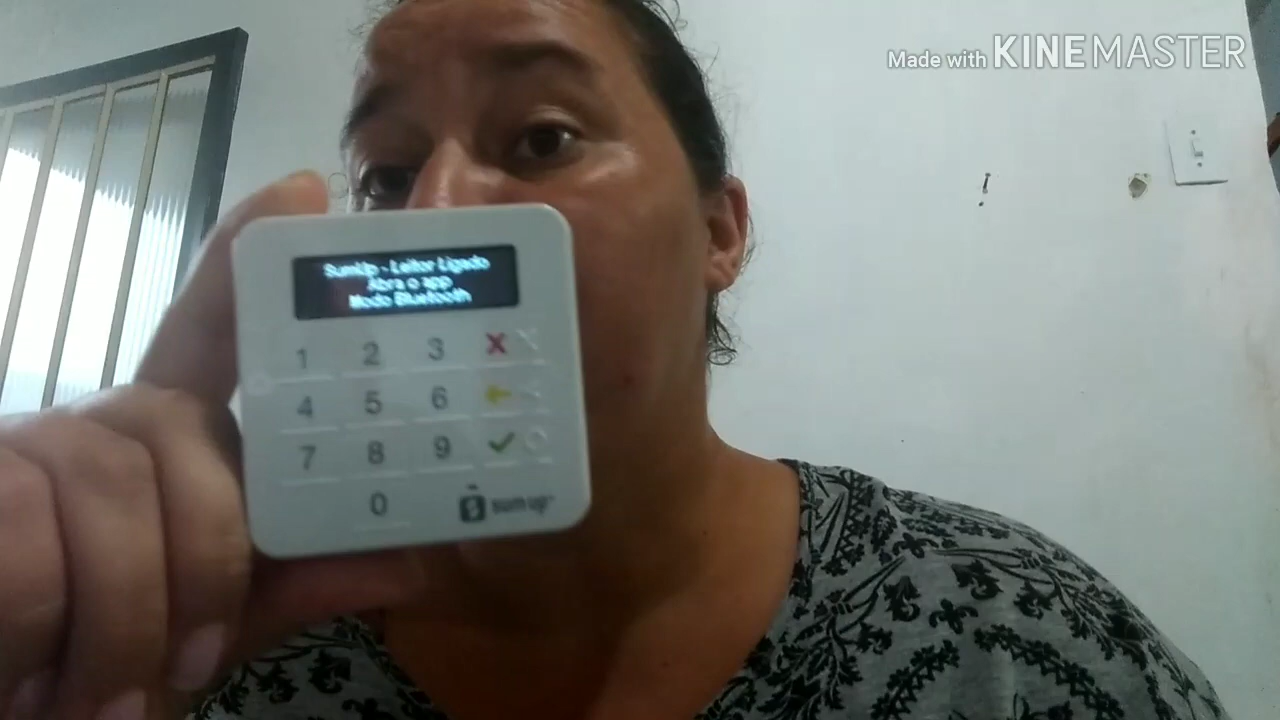 Made with KINEMASTER
SumUp - Leitor Ligado
Abra o app
Modo Bluetooth
1 2 3
4 5 6
7 8 9
0
sum up